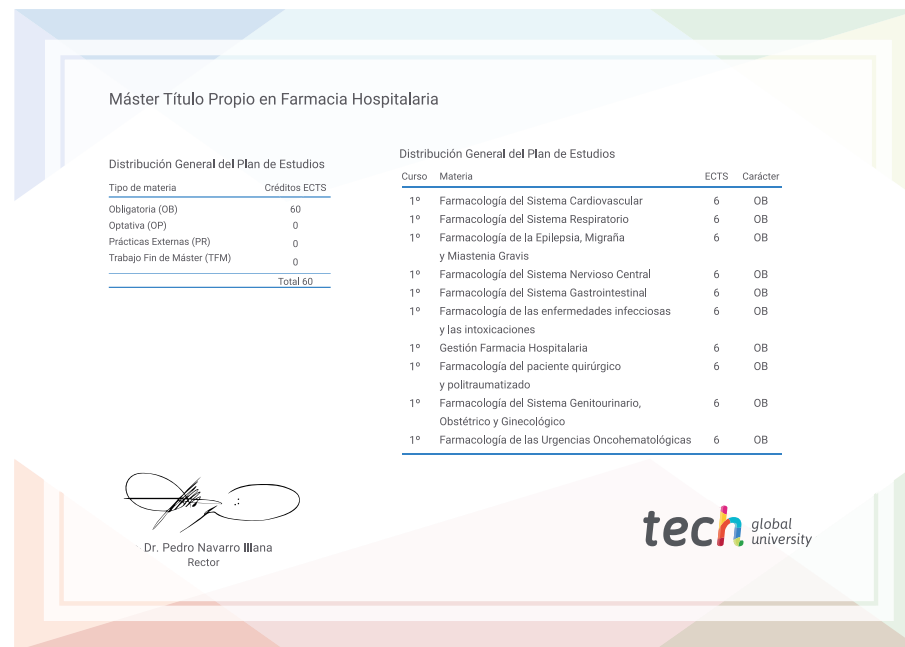 Máster Título Propio en Farmacia Hospitalaria
Distribución General del Plan de Estudios
Tipo de materia Créditos ECTS
Obligatoria (OB) 60
Optativa (OP) 0
Prácticas Externas (PR) 0
Trabajo Fin de Máster (TFM) 0
Total 60
Distribución General del Plan de Estudios
Curso Materia ECTS Carácter
1º Farmacología del Sistema Cardiovascular 6 OB
1º Farmacología del Sistema Respiratorio 6 OB
1º Farmacología de la Epilepsia, Migraña 6 OB
y Miastenia Gravis
1º Farmacología del Sistema Nervioso Central 6 OB
1º Farmacología del Sistema Gastrointestinal 6 OB
1º Farmacología de las enfermedades infecciosas 6 OB
y las intoxicaciones
1º Gestión Farmacia Hospitalaria 6 OB
1º Farmacología del paciente quirúrgico 6 OB
y politraumatizado
1º Farmacología del Sistema Genitourinario, 6 OB
Obstétrico y Ginecológico
1º Farmacología de las Urgencias Oncohematológicas 6 OB
Dr. Pedro Navarro Illana
Rector
tech global
university